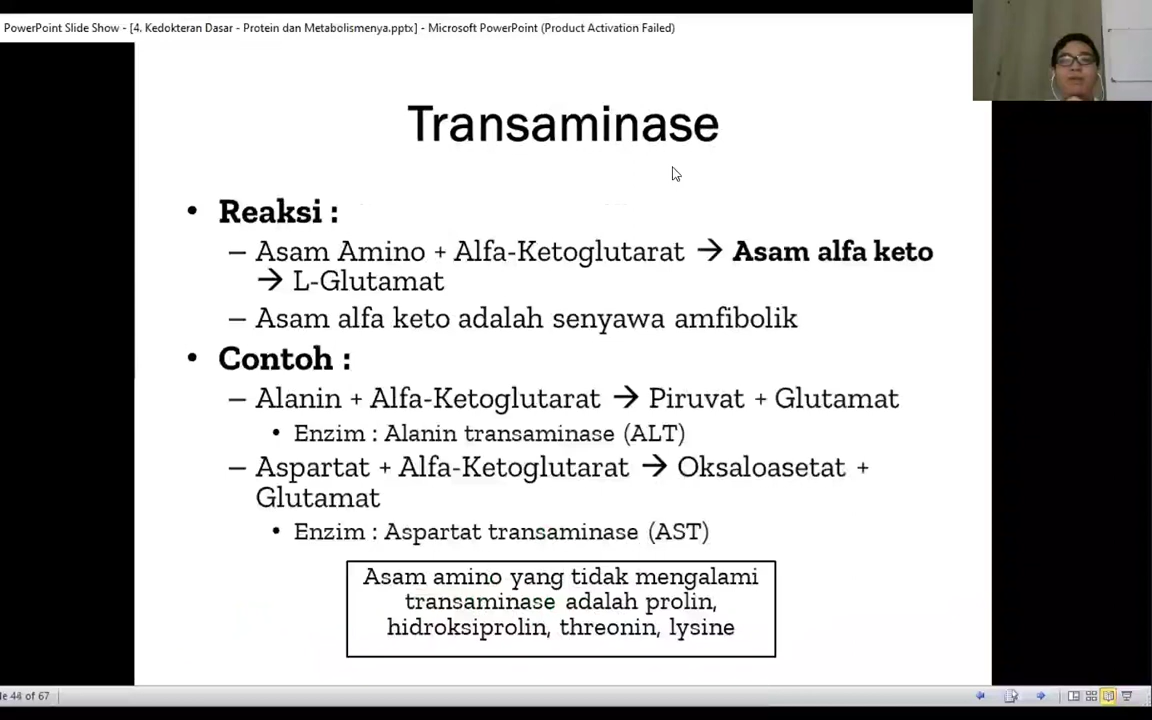 PowerPoint Slide Show - [4. Kedokteran Dasar - Protein dan Metabolismenya.pptx] - Microsoft PowerPoint (Product Activation Failed)
Transaminase
• Reaksi :
– Asam Amino + Alfa-Ketoglutarat → Asam alfa keto
→ L-Glutamat
– Asam alfa keto adalah senyawa amfibolik
• Contoh :
– Alanin + Alfa-Ketoglutarat → Piruvat + Glutamat
• Enzim : Alanin transaminase (ALT)
– Aspartat + Alfa-Ketoglutarat → Oksaloasetat +
Glutamat
• Enzim : Aspartat transaminase (AST)
Asam amino yang tidak mengalami
transaminase adalah prolin,
hidroksiprolin, threonin, lysine
le 44 of 67